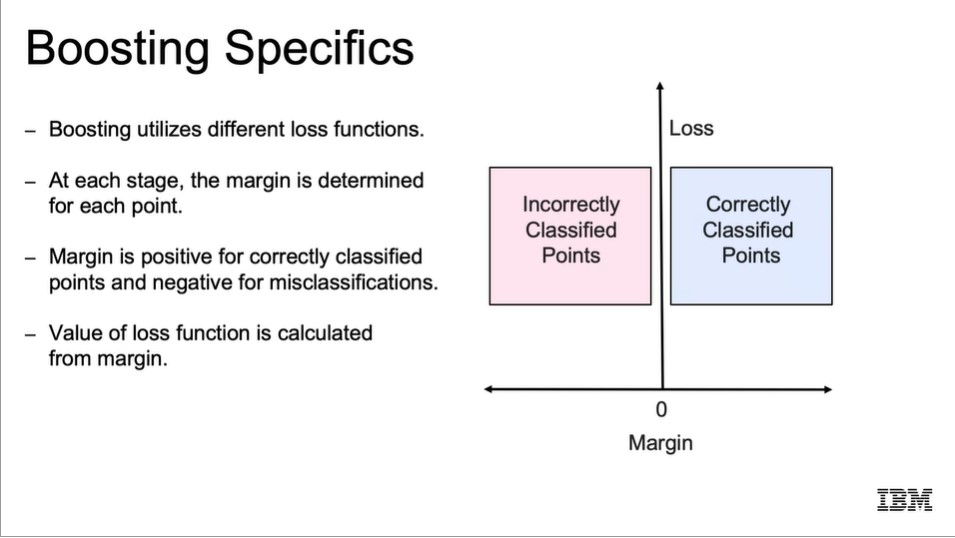 Boosting Specifics
– Boosting utilizes different loss functions.
– At each stage, the margin is determined
for each point.
– Margin is positive for correctly classified
points and negative for misclassifications.
– Value of loss function is calculated
from margin.
Loss
Incorrectly
Classified
Points
Correctly
Classified
Points
0
Margin
IBM